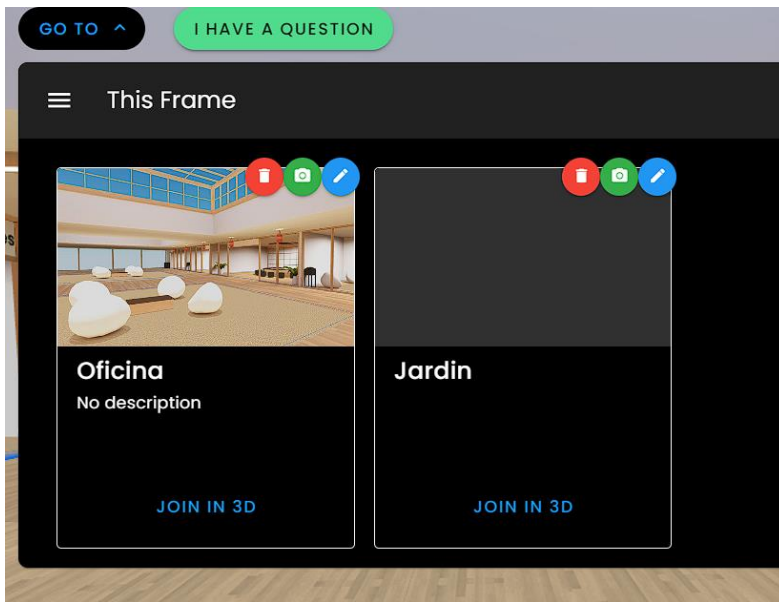 GO TO
I HAVE A QUESTION
This Frame
Oficina
No description
JOIN IN 3D
Jardin
JOIN IN 3D